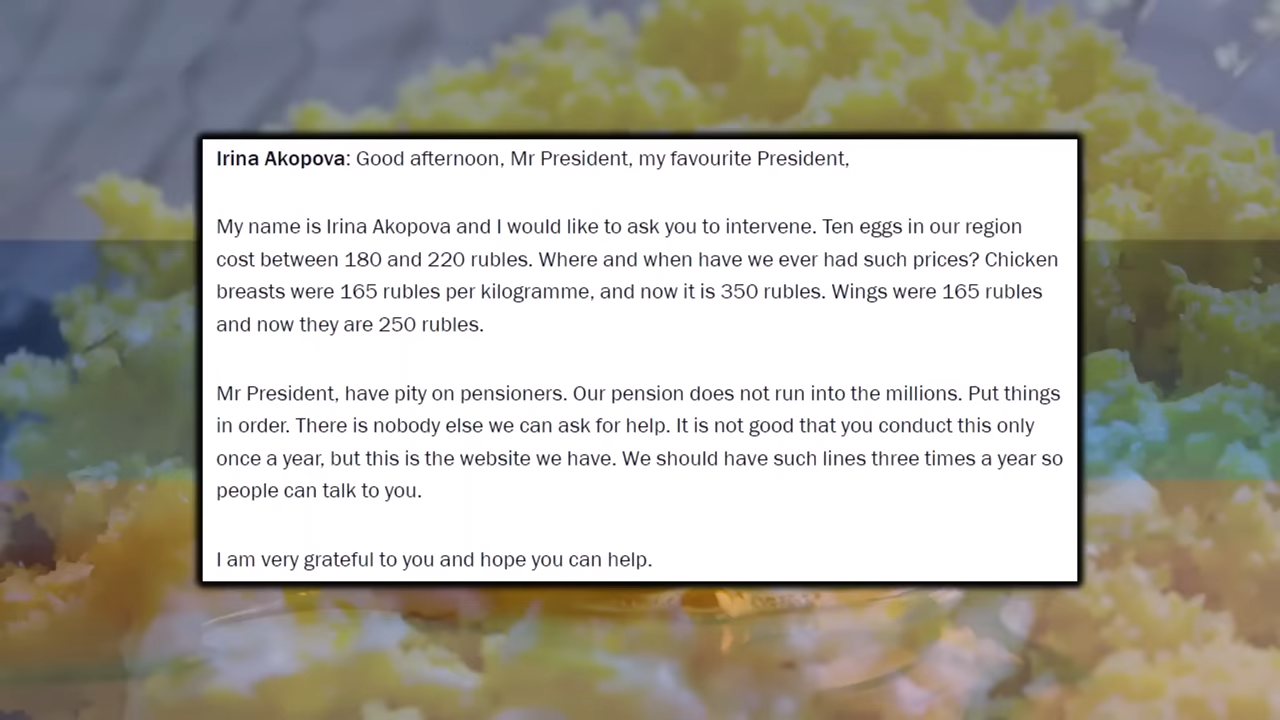 Irina Akopova: Good afternoon, Mr President, my favourite President,
My name is Irina Akopova and I would like to ask you to intervene. Ten eggs in our region
cost between 180 and 220 rubles. Where and when have we ever had such prices? Chicken
breasts were 165 rubles per kilogramme, and now it is 350 rubles. Wings were 165 rubles
and now they are 250 rubles.
Mr President, have pity on pensioners. Our pension does not run into the millions. Put things
in order. There is nobody else we can ask for help. It is not good that you conduct this only
once a year, but this is the website we have. We should have such lines three times a year so
people can talk to you.
I am very grateful to you and hope you can help.